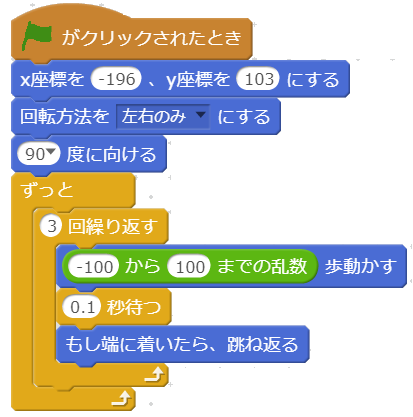 がクリックされたとき
x座標を -196 、y座標を 103 にする
回転方法を 左右のみ にする
90 度に向ける
ずっと
3 回繰り返す
-100 から 100 までの乱数 歩動かす
0.1 秒待つ
もし端に着いたら、跳ね返る